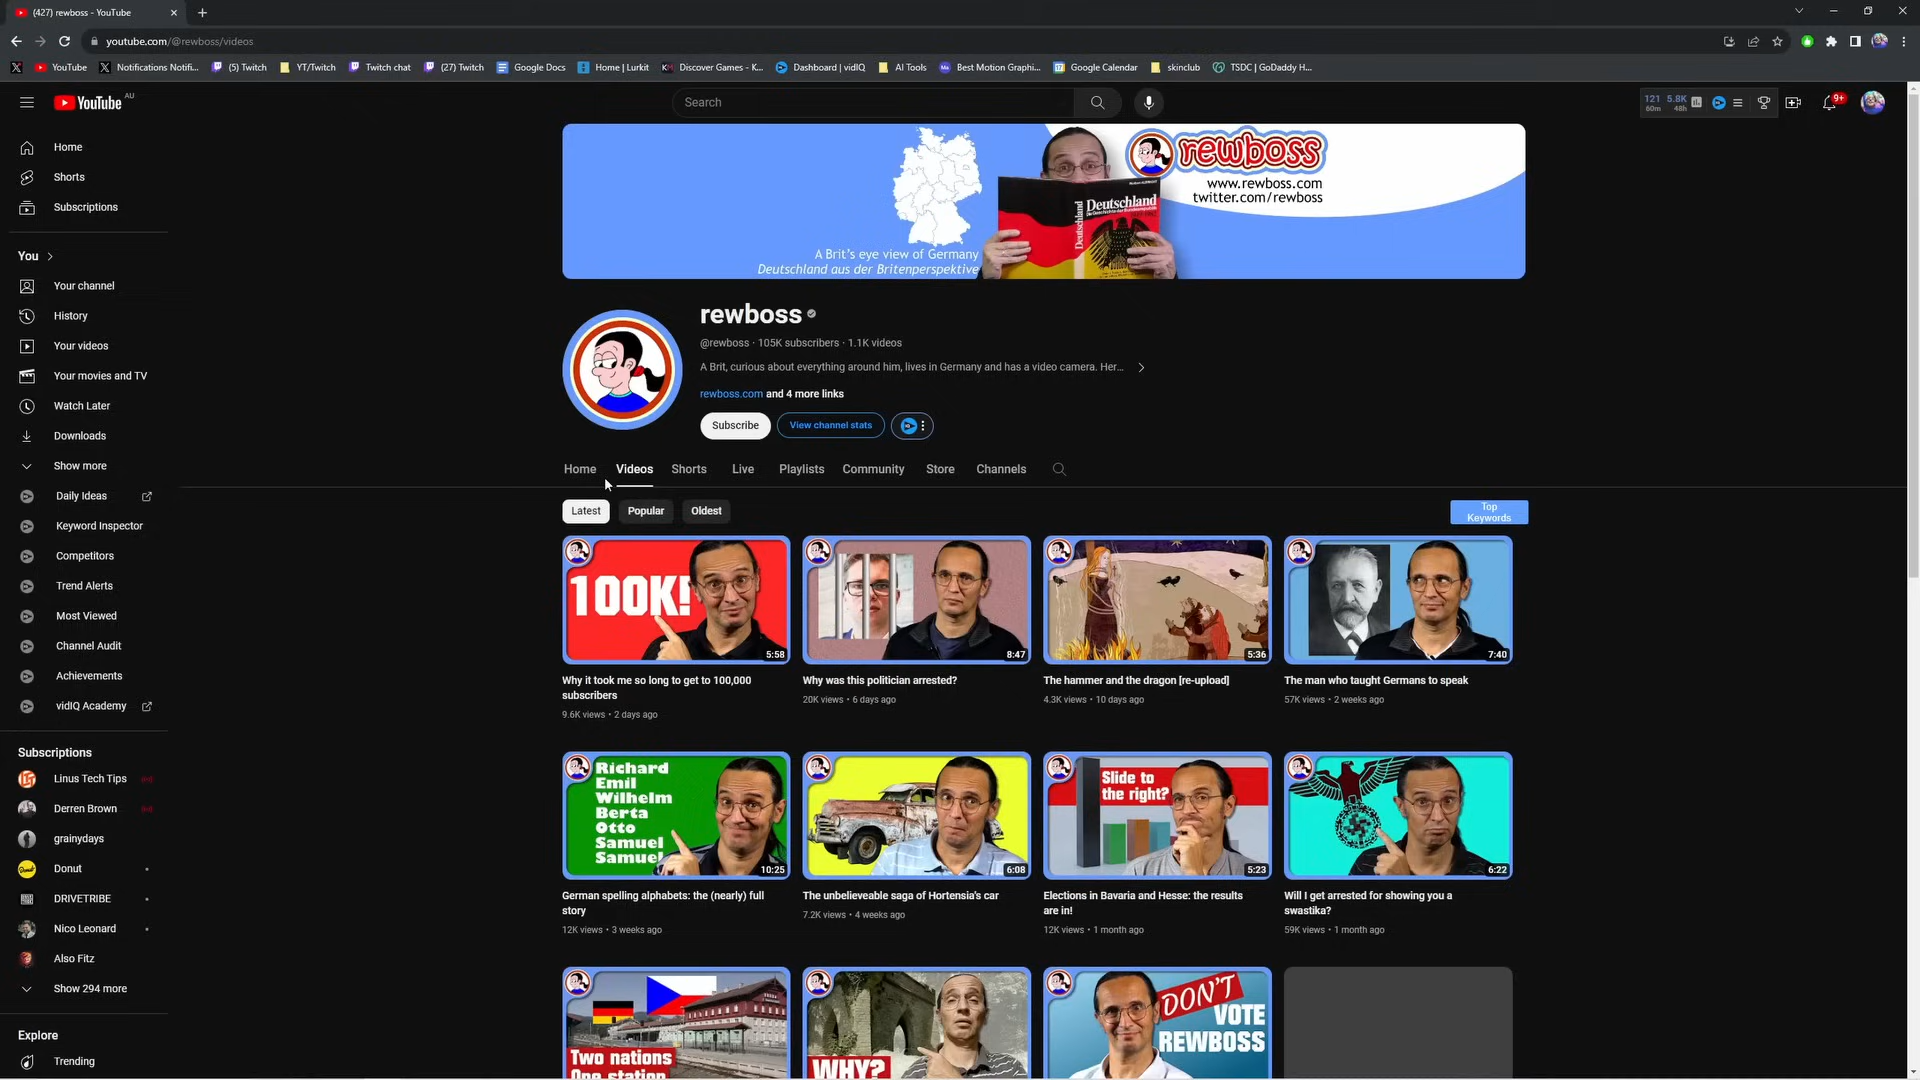 (427) rewboss - YouTube
youtube.com/@rewboss/videos
YouTube
Notifications Notifi...
(5) Twitch
YT/Twitch
Twitch chat
(27) Twitch
Google Docs
Home | Lurkit
Discover Games - K...
Dashboard | vidIQ
AI Tools
Best Motion Graphi...
Google Calendar
skinclub
TSDC | GoDaddy H...
YouTube AU
Search
121 60m
5.8K 48h
9+
Home
Shorts
Subscriptions
You
Your channel
History
Your videos
Your movies and TV
Watch Later
Downloads
Show more
Daily Ideas
Keyword Inspector
Competitors
Trend Alerts
Most Viewed
Channel Audit
Achievements
vidIQ Academy
Subscriptions
Linus Tech Tips
Derren Brown
grainydays
Donut
DRIVETRIBE
Nico Leonard
Also Fitz
Show 294 more
Explore
Trending
rewboss
www.rewboss.com
twitter.com/rewboss
Deutschland
Deutschland
A Brit's eye view of Germany
Deutschland aus der Britenperspektive
rewboss
@rewboss · 105K subscribers · 1.1K videos
A Brit, curious about everything around him, lives in Germany and has a video camera. Her...
rewboss.com and 4 more links
Subscribe
View channel stats
Home
Videos
Shorts
Live
Playlists
Community
Store
Channels
Latest
Popular
Oldest
Top
Keywords
100K!
5:58
8:47
5:36
7:40
Why it took me so long to get to 100,000
subscribers
9.6K views • 2 days ago
Why was this politician arrested?
20K views • 6 days ago
The hammer and the dragon [re-upload]
4.3K views • 10 days ago
The man who taught Germans to speak
57K views • 2 weeks ago
Richard
Emil
Wilhelm
Berta
Otto
Samuel
Samuel
10:25
6:08
Slide to
the right?
5:23
6:22
German spelling alphabets: the (nearly) full
story
12K views • 3 weeks ago
The unbelieveable saga of Hortensia's car
7.2K views • 4 weeks ago
Elections in Bavaria and Hesse: the results
are in!
12K views • 1 month ago
Will I get arrested for showing you a
swastika?
59K views • 1 month ago
Two nations
One station
WHY?
DON'T
VOTE
REWBOSS